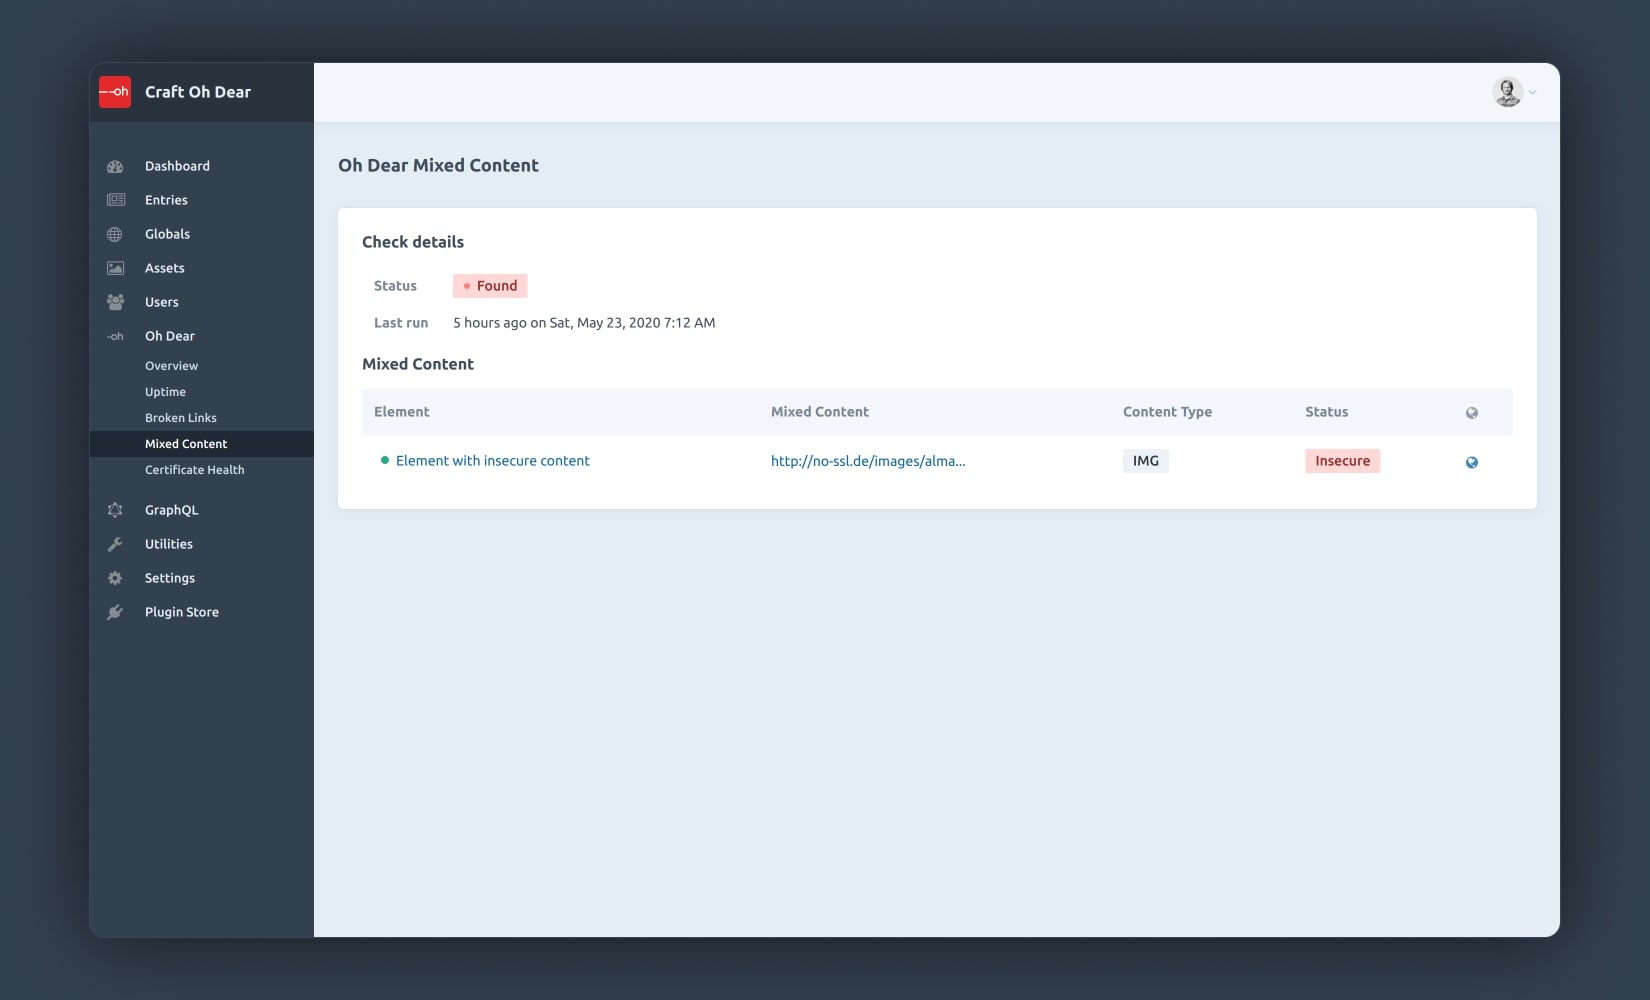 -oh Craft Oh Dear
Dashboard
Entries
Globals
Assets
Users
-oh Oh Dear
Overview
Uptime
Broken Links
Mixed Content
Certificate Health
GraphQL
Utilities
Settings
Plugin Store
Oh Dear Mixed Content
Check details
Status Found
Last run 5 hours ago on Sat, May 23, 2020 7:12 AM
Mixed Content
Element Mixed Content Content Type Status
Element with insecure content http://no-ssl.de/images/alma... IMG Insecure